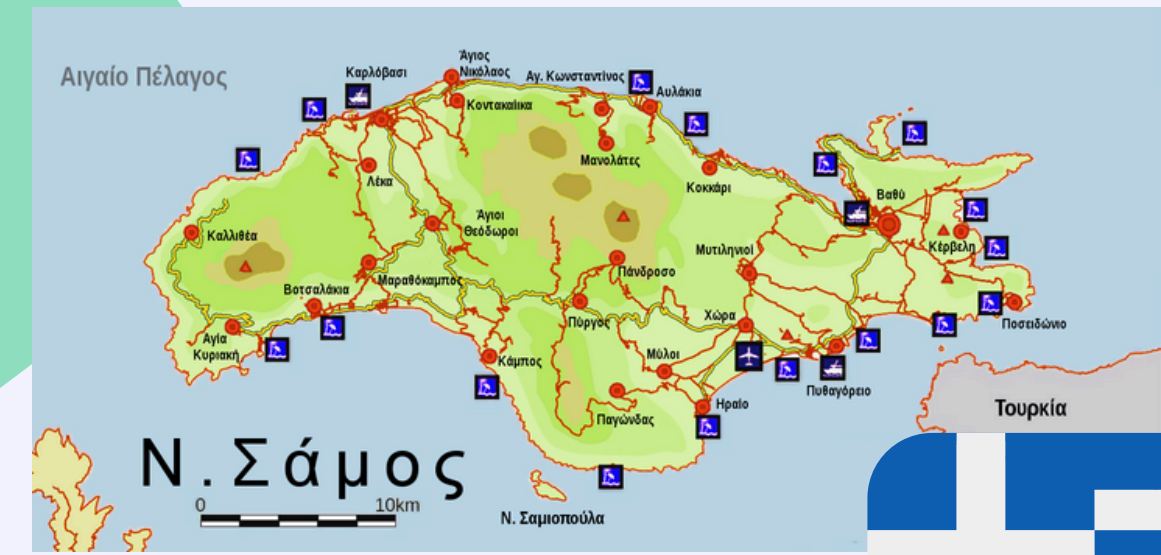 Αιγαίο Πέλαγος
Καρλόβασι
Άγιος
Νικόλαος
Αγ. Κωνσταντίνος
Αυλάκια
Κοντακαίικα
Μανολάτες
Κοκκάρι
Λέκα
Βαθύ
Καλλιθέα
Άγιοι
Θεόδωροι
Κέρβελη
Μυτιληνιοί
Πάνδροσο
Μαραθόκαμπος
Βοτσαλάκια
Ποσειδώνιο
Πύργος
Χώρα
Αγία
Κυριακή
Κάμπος
Μύλοι
Πυθαγόρειο
Παγώνδας
Ηραίο
Τουρκία
Ν. Σάμος
0 10km
Ν. Σαμιοπούλα